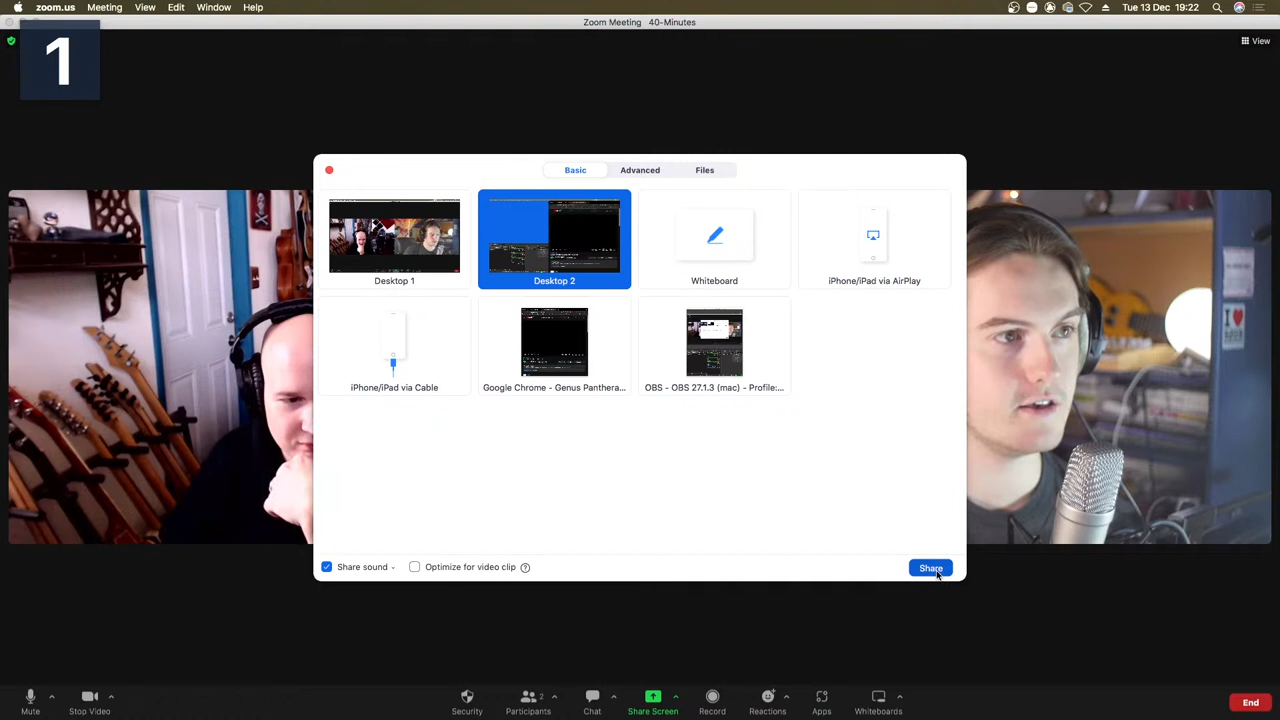 zoom.us Meeting View Edit Window Help
Tue 13 Dec 19:22
Zoom Meeting 40-Minutes
1
View
Basic Advanced Files
Desktop 1 Desktop 2 Whiteboard iPhone/iPad via AirPlay
iPhone/iPad via Cable Google Chrome - Genus Panthera... OBS - OBS 27.1.3 (mac) - Profile:...
Share sound Optimize for video clip ? Share
Mute Stop Video Security Participants 2 Chat Share Screen Record Reactions Apps Whiteboards End